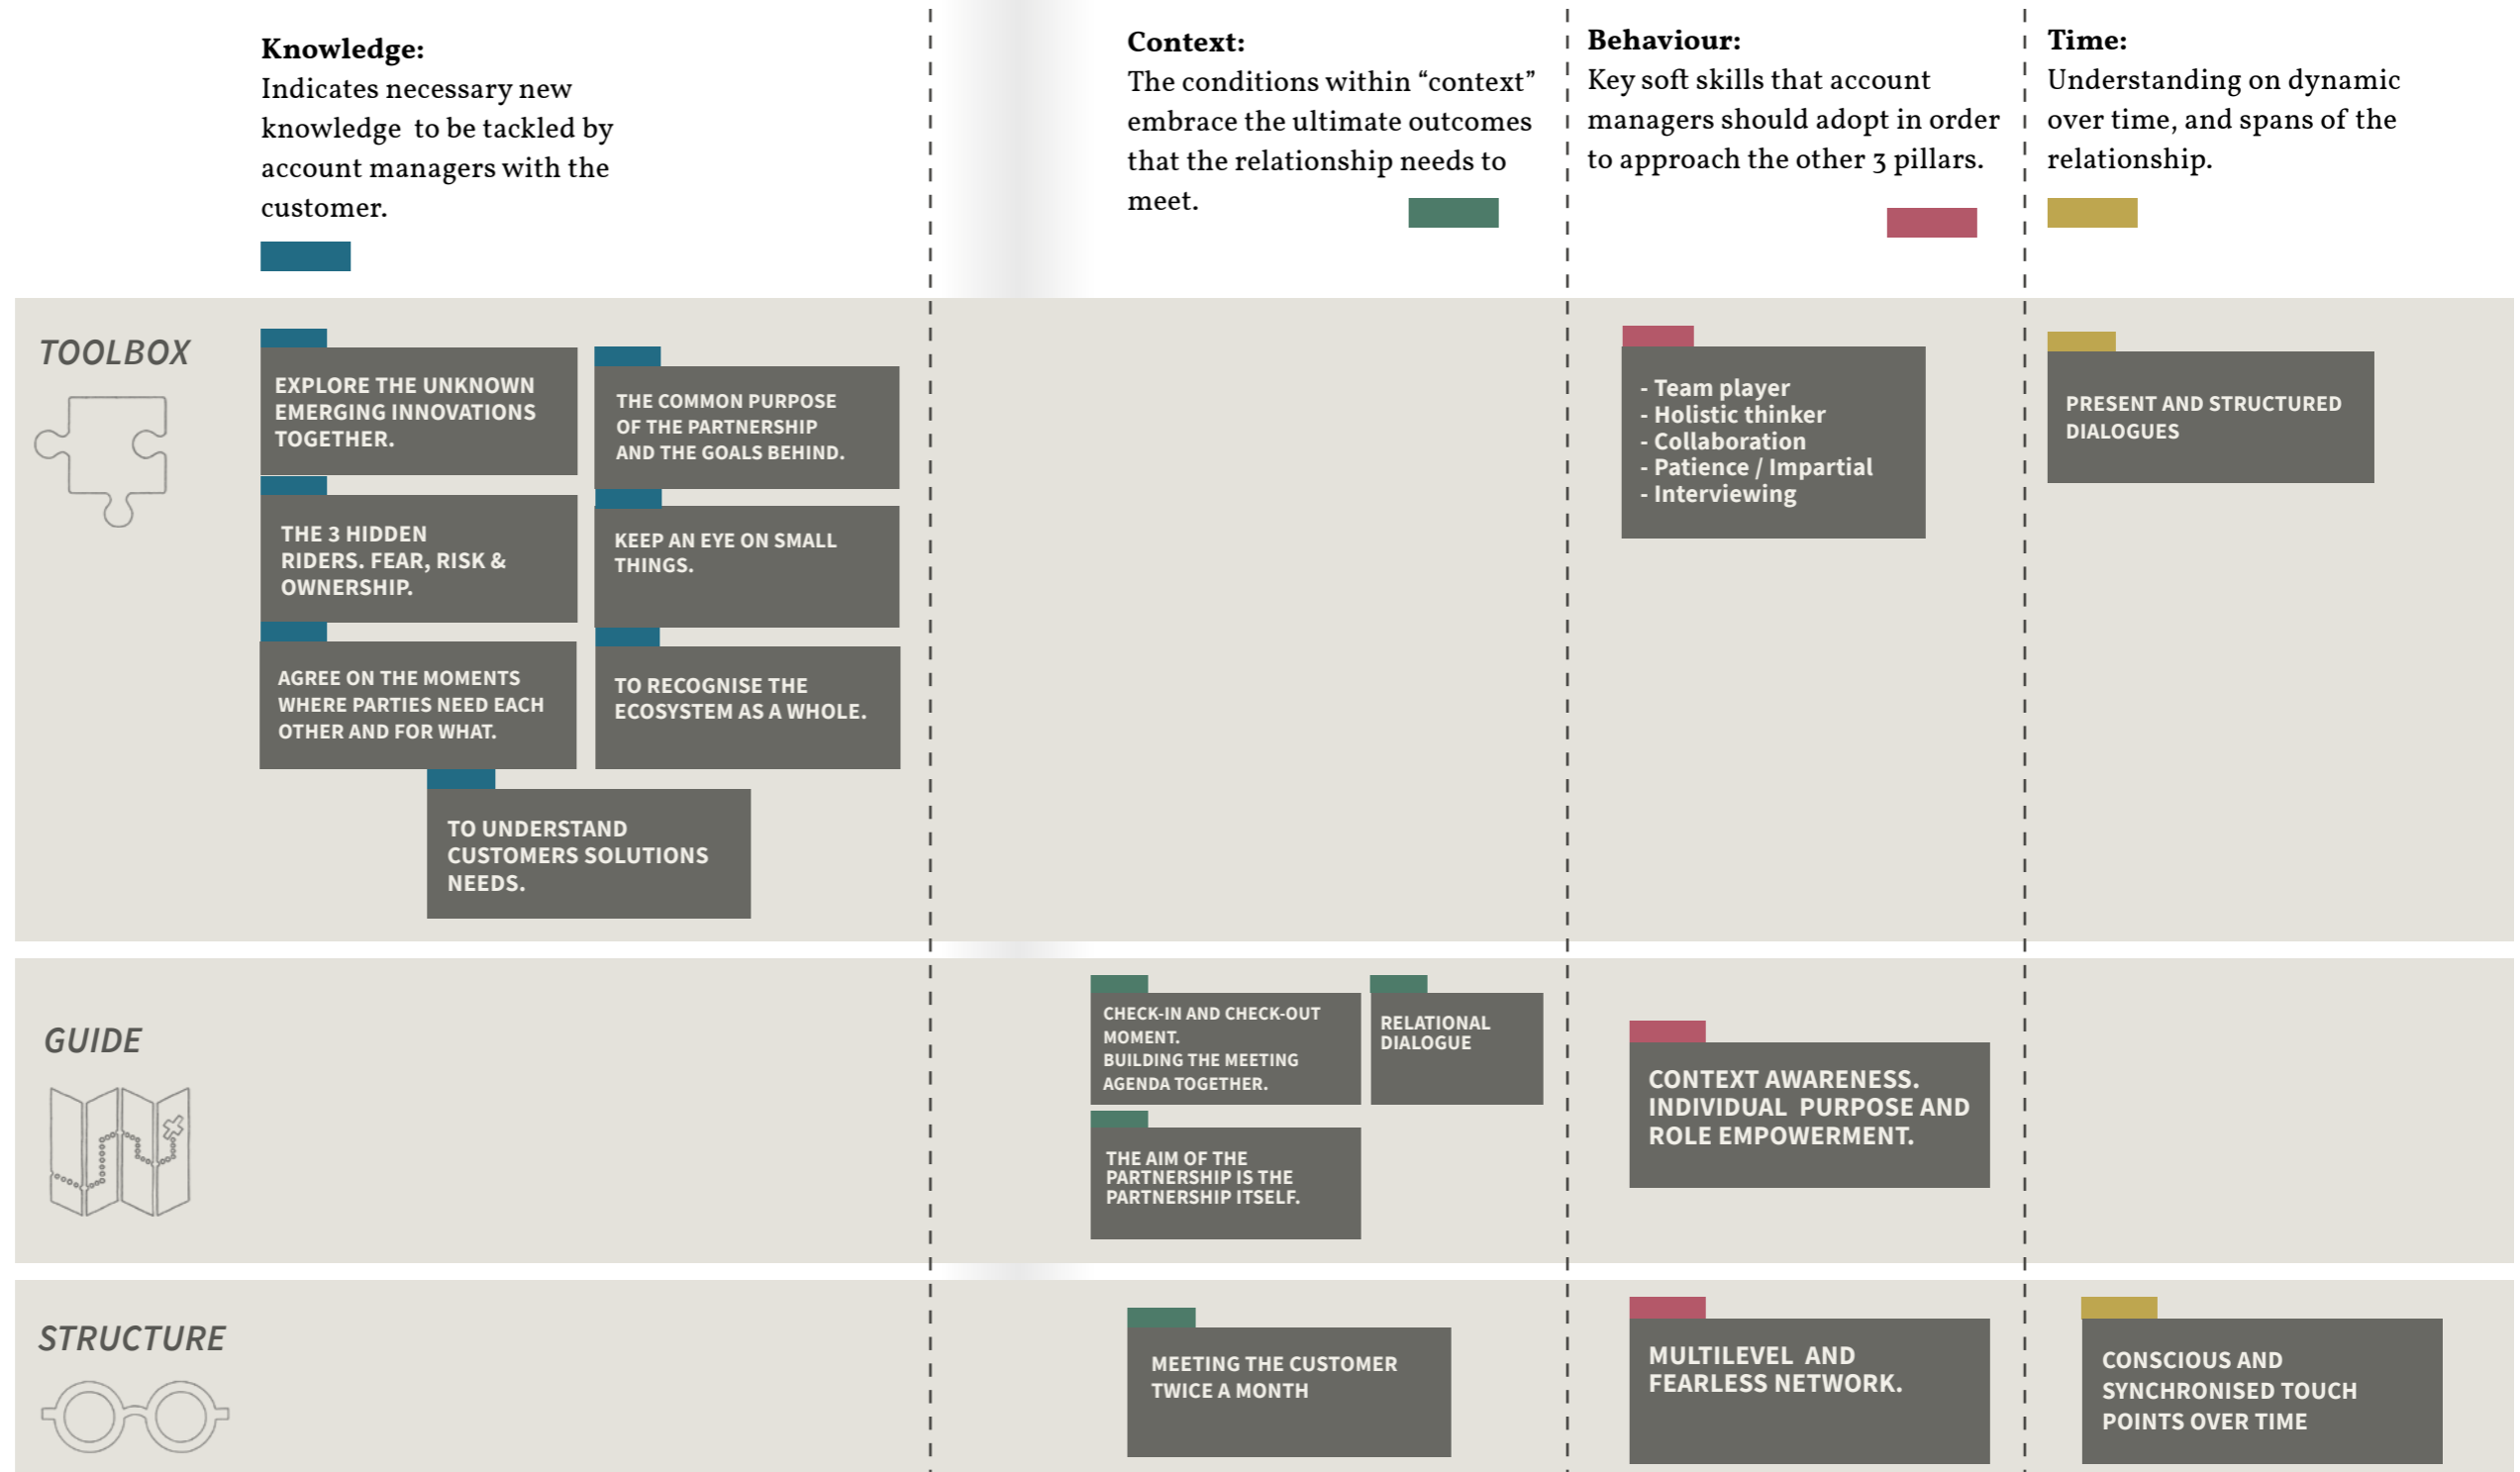 Knowledge:
Indicates necessary new
knowledge to be tackled by
account managers with the
customer.
Context:
The conditions within “context”
embrace the ultimate outcomes
that the relationship needs to
meet.
Behaviour:
Key soft skills that account
managers should adopt in order
to approach the other 3 pillars.
Time:
Understanding on dynamic
over time, and spans of the
relationship.
TOOLBOX
EXPLORE THE UNKNOWN
EMERGING INNOVATIONS
TOGETHER.
THE COMMON PURPOSE
OF THE PARTNERSHIP
AND THE GOALS BEHIND.
THE 3 HIDDEN
RIDERS. FEAR, RISK &
OWNERSHIP.
KEEP AN EYE ON SMALL
THINGS.
AGREE ON THE MOMENTS
WHERE PARTIES NEED EACH
OTHER AND FOR WHAT.
TO RECOGNISE THE
ECOSYSTEM AS A WHOLE.
TO UNDERSTAND
CUSTOMERS SOLUTIONS
NEEDS.
- Team player
- Holistic thinker
- Collaboration
- Patience / Impartial
- Interviewing
PRESENT AND STRUCTURED
DIALOGUES
GUIDE
CHECK-IN AND CHECK-OUT
MOMENT.
BUILDING THE MEETING
AGENDA TOGETHER.
RELATIONAL
DIALOGUE
THE AIM OF THE
PARTNERSHIP IS THE
PARTNERSHIP ITSELF.
CONTEXT AWARENESS.
INDIVIDUAL PURPOSE AND
ROLE EMPOWERMENT.
STRUCTURE
MEETING THE CUSTOMER
TWICE A MONTH
MULTILEVEL AND
FEARLESS NETWORK.
CONSCIOUS AND
SYNCHRONISED TOUCH
POINTS OVER TIME